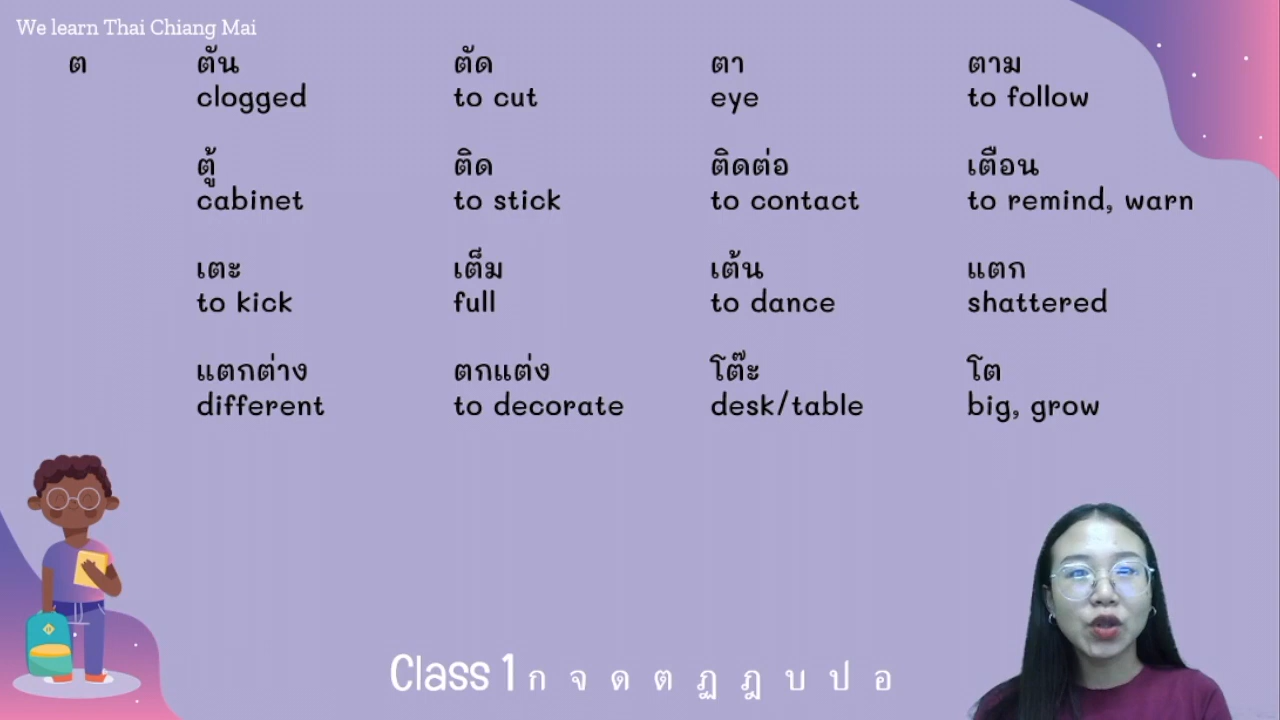 We learn Thai Chiang Mai
ต ตัน ตัด ตา ตาม
clogged to cut eye to follow
ตู้ ติด ติดต่อ เตือน
cabinet to stick to contact to remind, warn
เตะ เต็ม เต้น แตก
to kick full to dance shattered
แตกต่าง ตกแต่ง โต๊ะ โต
different to decorate desk/table big, grow
Class 1 ก จ ด ต ฏ ฎ บ ป อ